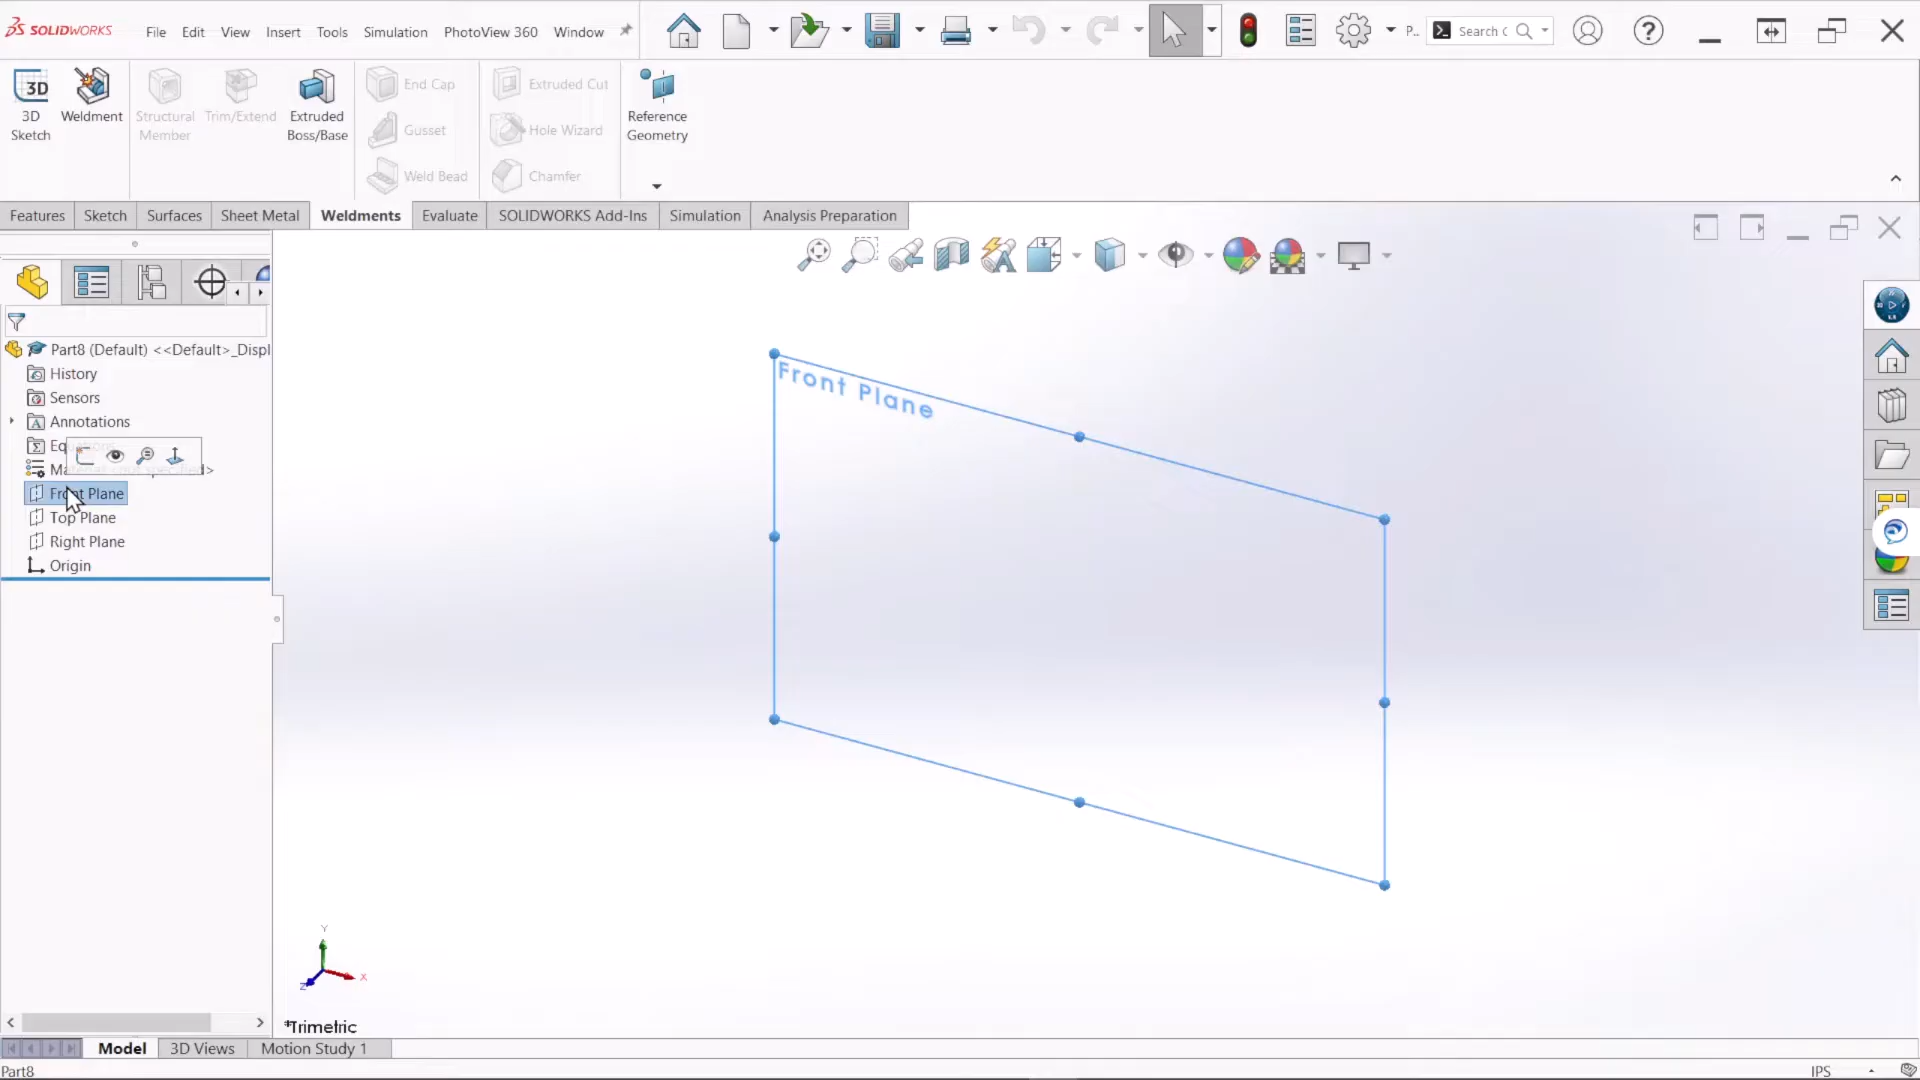 SOLIDWORKS File Edit View Insert Tools Simulation PhotoView 360 Window P.. Search C
3D Sketch
Weldment
Structural Member
Trim/Extend
Extruded Boss/Base
End Cap
Gusset
Weld Bead
Extruded Cut
Hole Wizard
Chamfer
Reference Geometry
Features Sketch Surfaces Sheet Metal Weldments Evaluate SOLIDWORKS Add-Ins Simulation Analysis Preparation
Part8 (Default) <<Default>_Displ
History
Sensors
Annotations
Front Plane
Top Plane
Right Plane
Origin
Front Plane
Y
X
Z
*Trimetric
Model 3D Views Motion Study 1
Part8 IPS